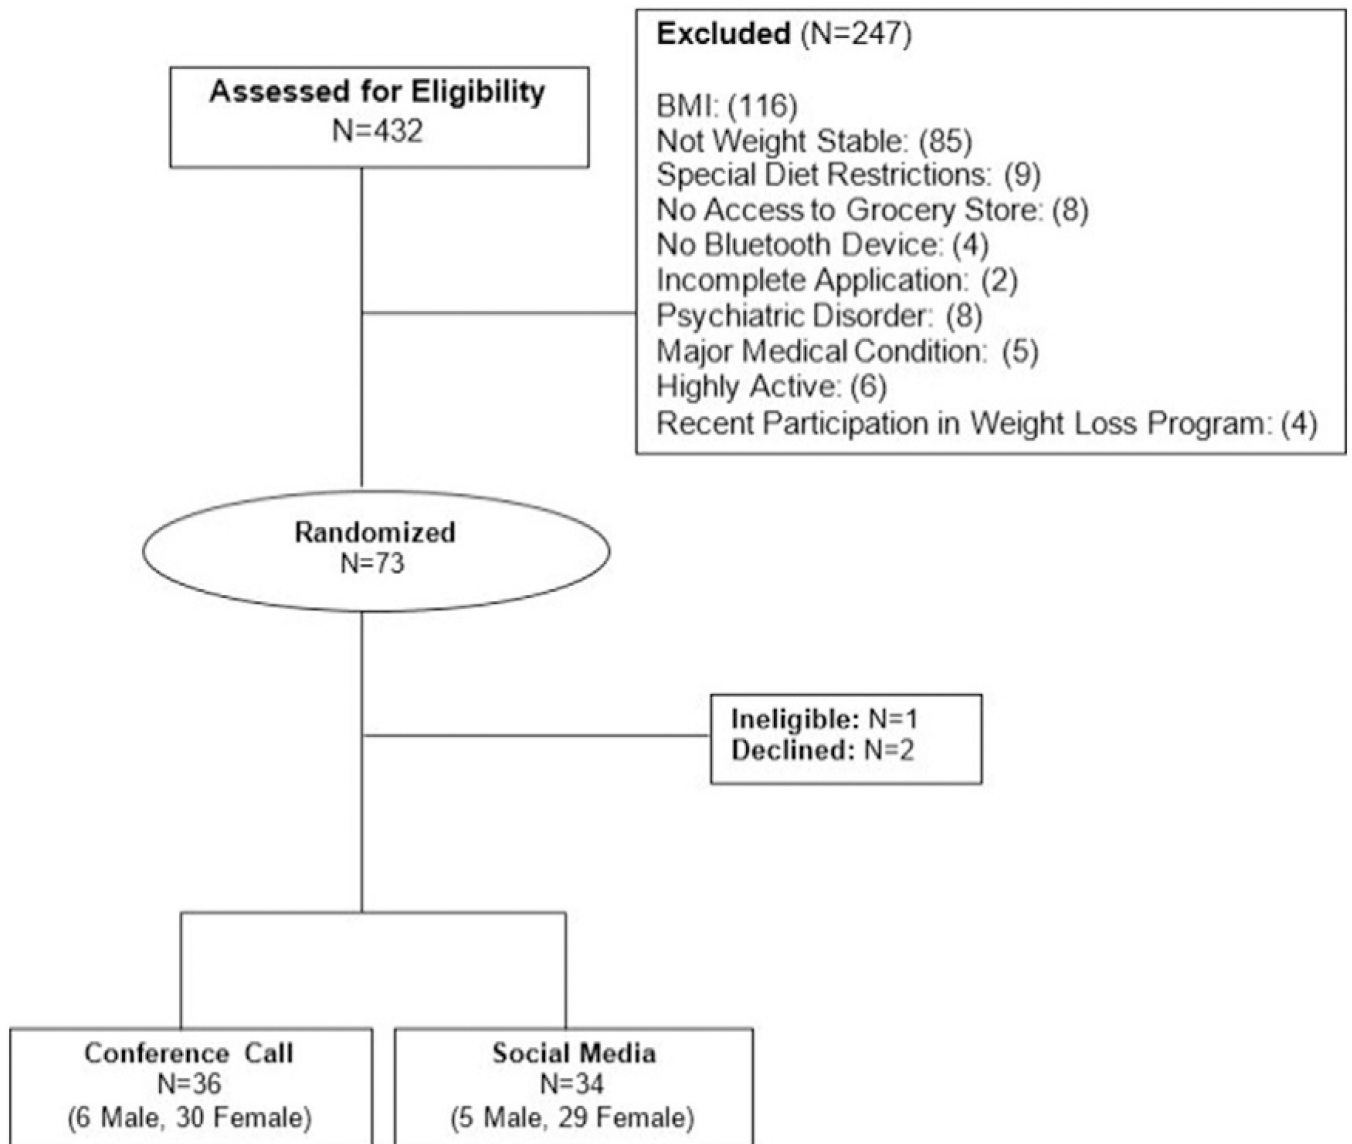 Assessed for Eligibility
N=432
Excluded (N=247)
BMI: (116)
Not Weight Stable: (85)
Special Diet Restrictions: (9)
No Access to Grocery Store: (8)
No Bluetooth Device: (4)
Incomplete Application: (2)
Psychiatric Disorder: (8)
Major Medical Condition: (5)
Highly Active: (6)
Recent Participation in Weight Loss Program: (4)
Randomized
N=73
Ineligible: N=1
Declined: N=2
Conference Call
N=36
(6 Male, 30 Female)
Social Media
N=34
(5 Male, 29 Female)